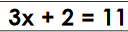 3x + 2 = 11